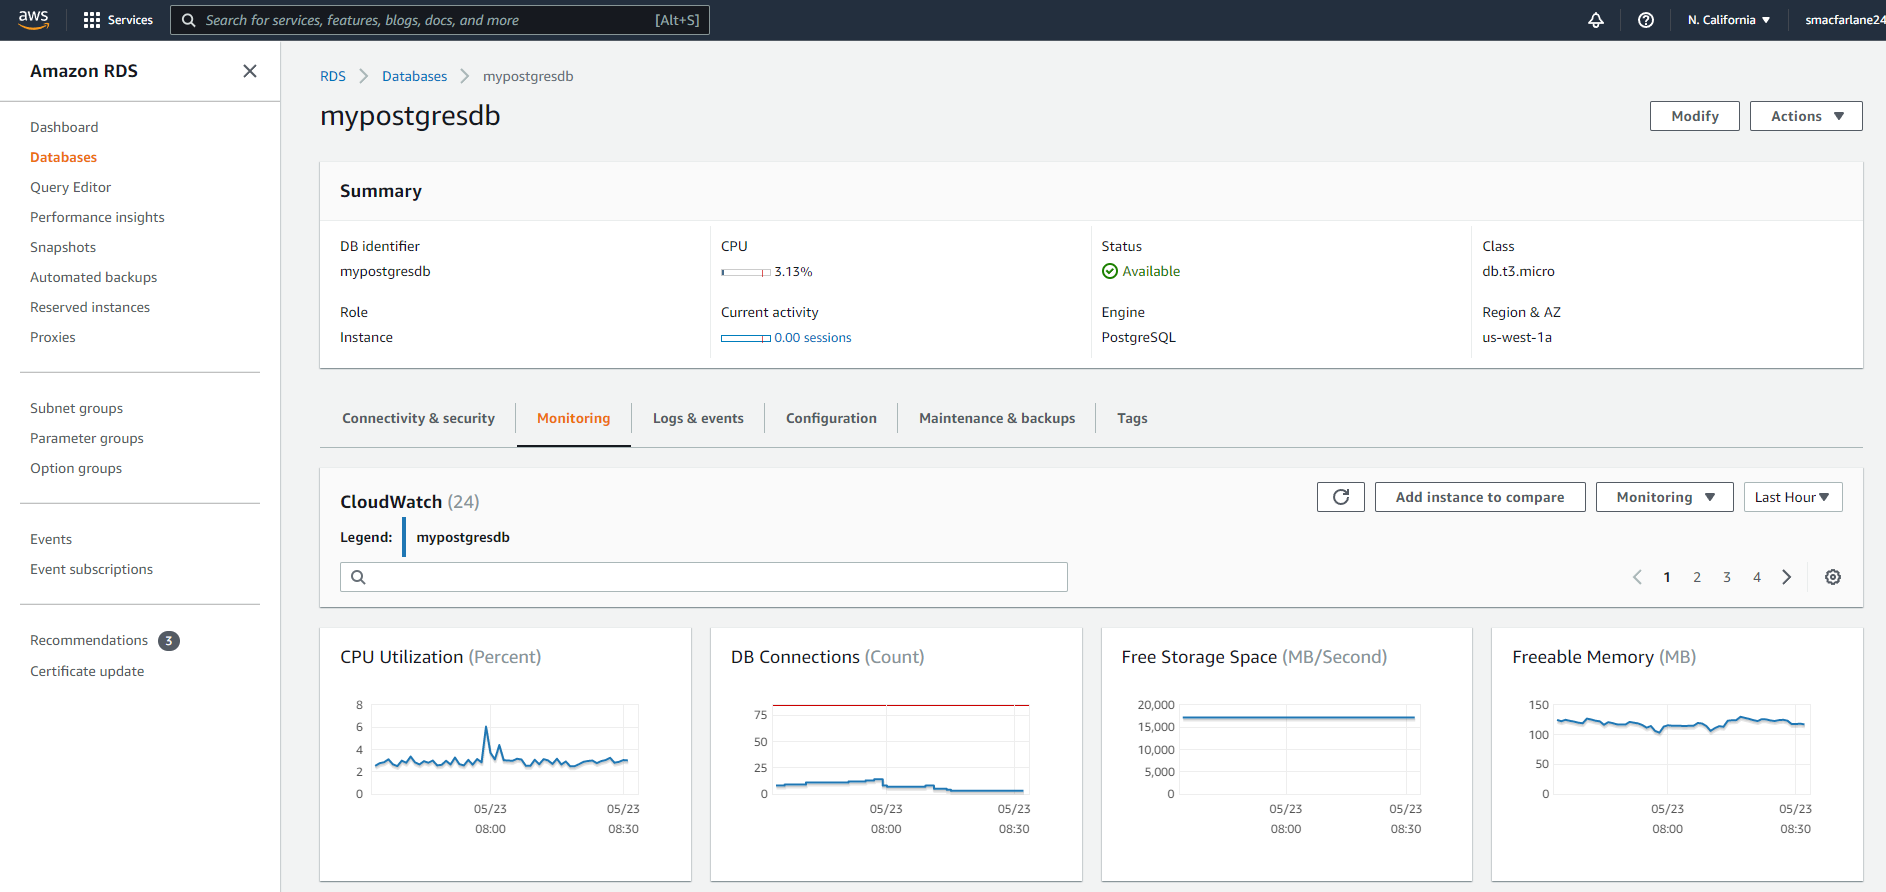 aws
Services
Search for services, features, blogs, docs, and more
[Alt+S]
N. California
smacfarlane24
Amazon RDS
Dashboard
Databases
Query Editor
Performance insights
Snapshots
Automated backups
Reserved instances
Proxies
Subnet groups
Parameter groups
Option groups
Events
Event subscriptions
Recommendations 3
Certificate update
RDS
Databases
mypostgresdb
mypostgresdb
Modify
Actions
Summary
DB identifier
mypostgresdb
Role
Instance
CPU
3.13%
Current activity
0.00 sessions
Status
Available
Engine
PostgreSQL
Class
db.t3.micro
Region & AZ
us-west-1a
Connectivity & security
Monitoring
Logs & events
Configuration
Maintenance & backups
Tags
CloudWatch (24)
Add instance to compare
Monitoring
Last Hour
Legend:
mypostgresdb
1
2
3
4
CPU Utilization (Percent)
8
6
4
2
0
05/23
08:00
05/23
08:30
DB Connections (Count)
75
50
25
0
05/23
08:00
05/23
08:30
Free Storage Space (MB/Second)
20,000
15,000
10,000
5,000
0
05/23
08:00
05/23
08:30
Freeable Memory (MB)
150
100
50
0
05/23
08:00
05/23
08:30